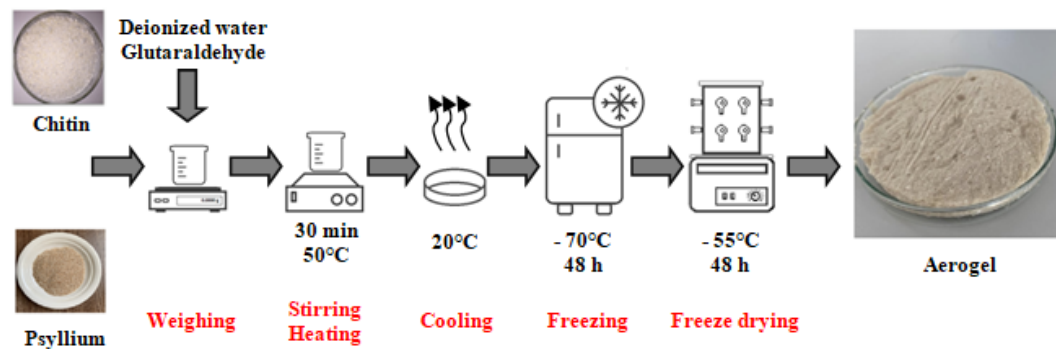 Deionized water
Glutaraldehyde
Chitin
30 min
50°C
20°C
- 70°C
48 h
- 55°C
48 h
Aerogel
Psyllium
Weighing
Stirring
Heating
Cooling
Freezing
Freeze drying